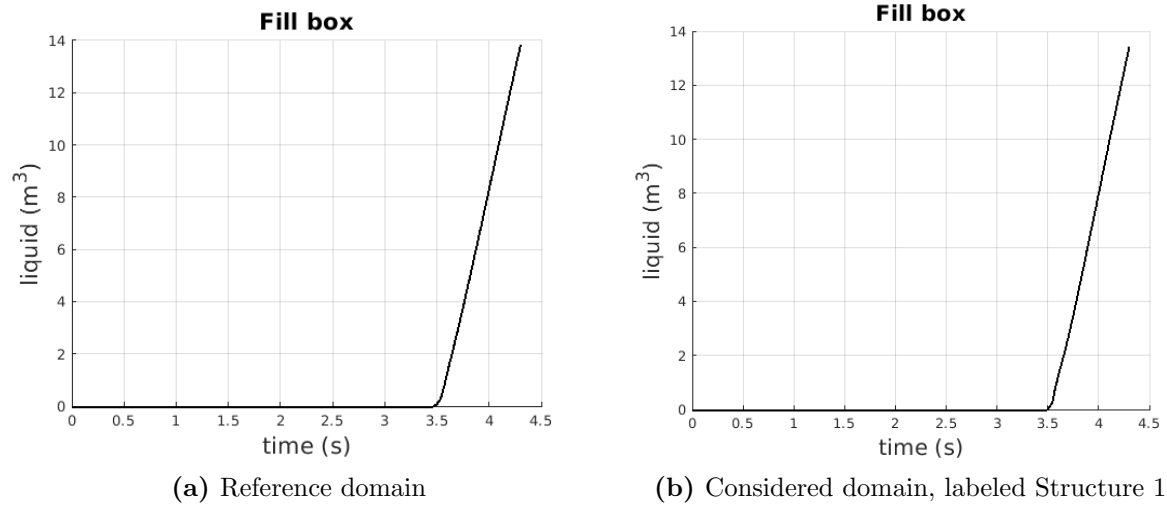 Fill box
14
12
10
8
6
4
2
0
liquid (m³)
0 0.5 1 1.5 2 2.5 3 3.5 4 4.5
time (s)
(a) Reference domain
Fill box
14
12
10
8
6
4
2
0
liquid (m³)
0 0.5 1 1.5 2 2.5 3 3.5 4 4.5
time (s)
(b) Considered domain, labeled Structure 1